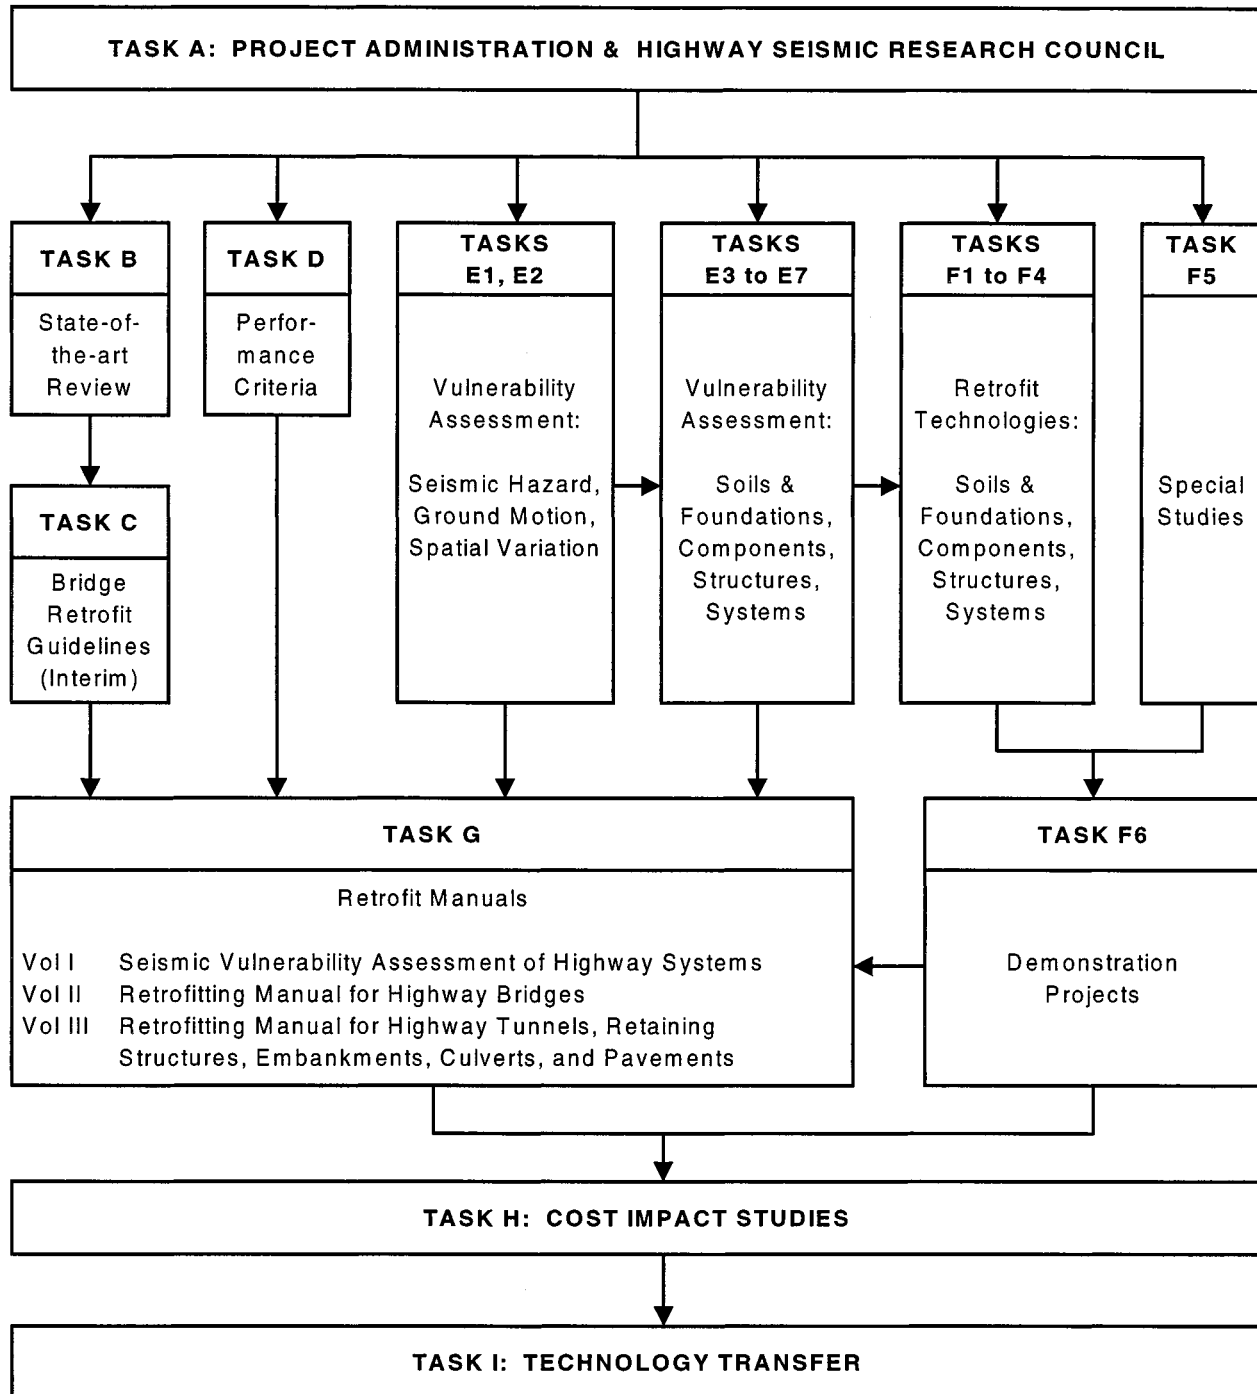 TASK A: PROJECT ADMINISTRATION & HIGHWAY SEISMIC RESEARCH COUNCIL
TASK B
State-of-
the-art
Review
TASK C
Bridge
Retrofit
Guidelines
(Interim)
TASK D
Perfor-
mance
Criteria
TASKS
E1, E2
Vulnerability
Assessment:
Seismic Hazard,
Ground Motion,
Spatial Variation
TASKS
E3 to E7
Vulnerability
Assessment:
Soils &
Foundations,
Components,
Structures,
Systems
TASKS
F1 to F4
Retrofit
Technologies:
Soils &
Foundations,
Components,
Structures,
Systems
TASK
F5
Special
Studies
TASK G
Retrofit Manuals
Vol I Seismic Vulnerability Assessment of Highway Systems
Vol II Retrofitting Manual for Highway Bridges
Vol III Retrofitting Manual for Highway Tunnels, Retaining
Structures, Embankments, Culverts, and Pavements
TASK F6
Demonstration
Projects
TASK H: COST IMPACT STUDIES
TASK I: TECHNOLOGY TRANSFER